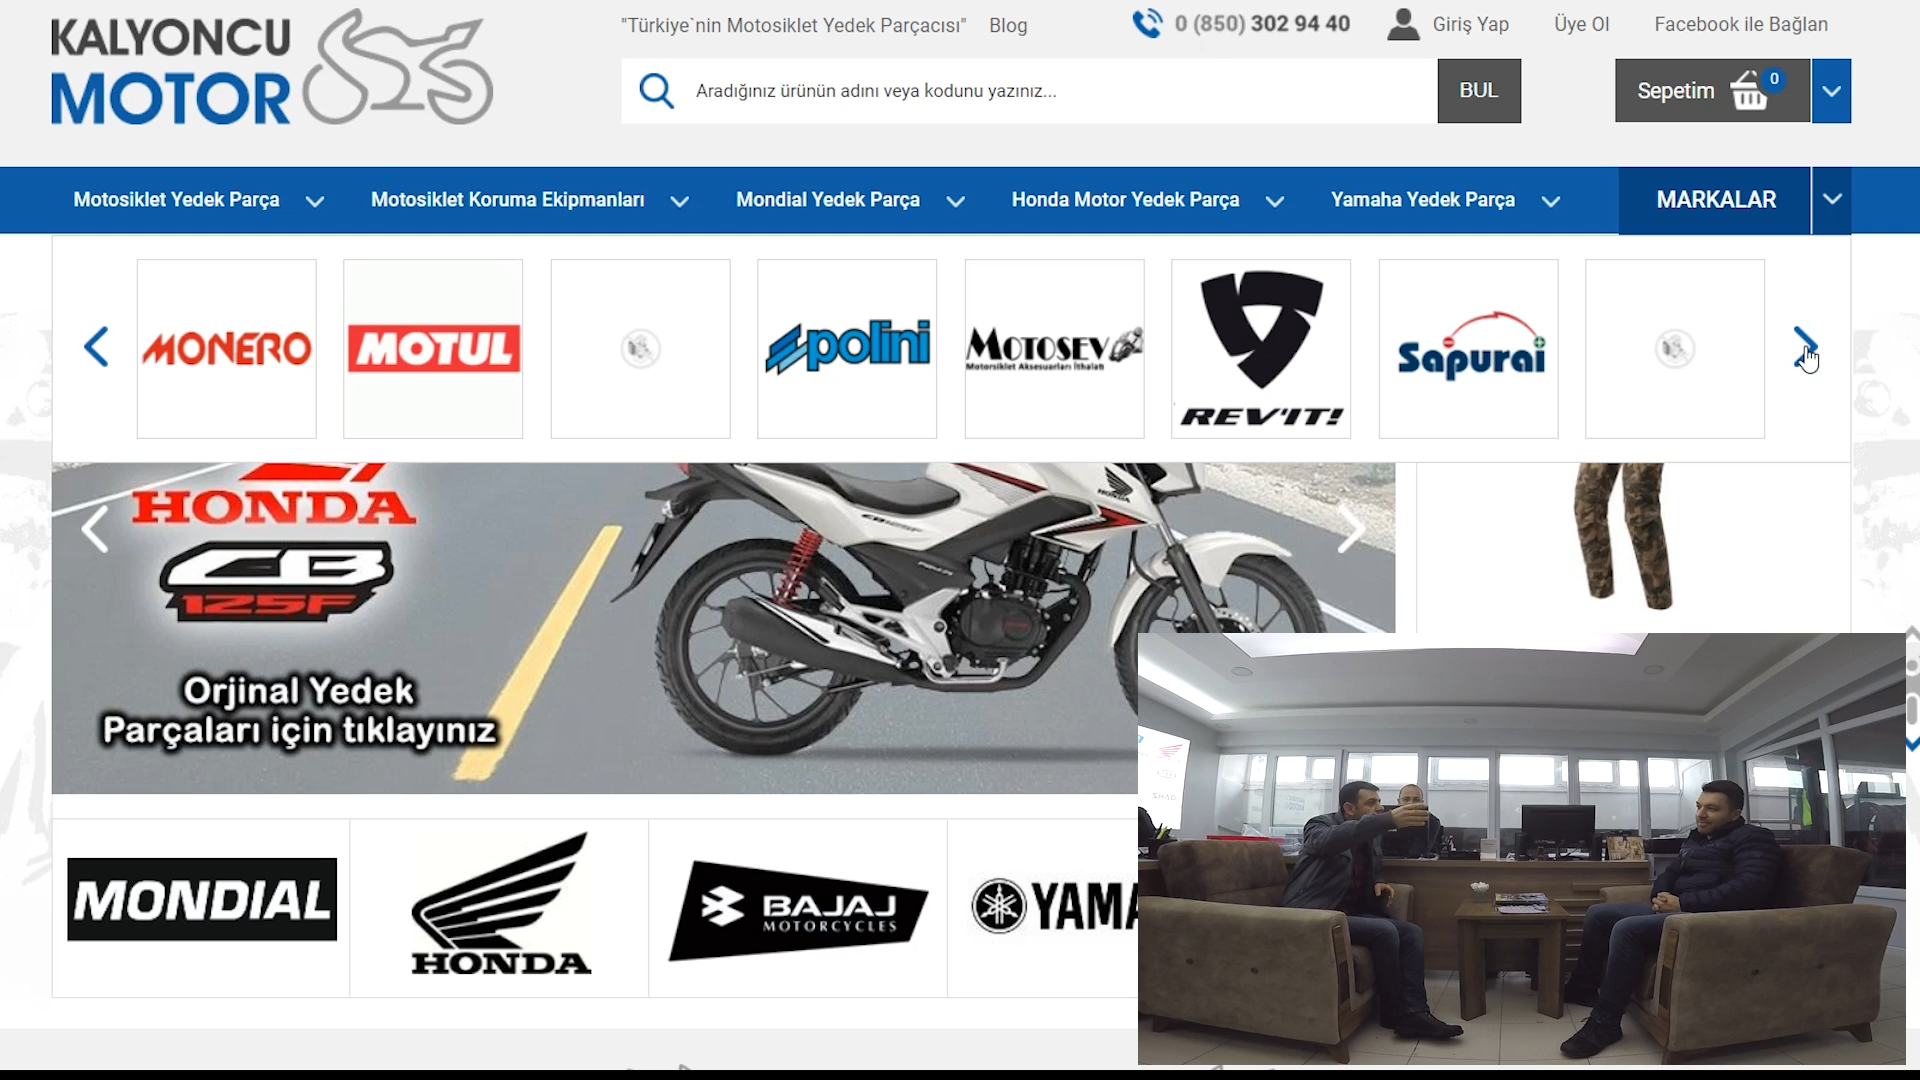 KALYONCU
MOTOR
"Türkiye`nin Motosiklet Yedek Parçacısı"
Blog
0 (850) 302 94 40
Giriş Yap
Üye Ol
Facebook ile Bağlan
Aradığınız ürünün adını veya kodunu yazınız...
BUL
Sepetim
0
Motosiklet Yedek Parça
Motosiklet Koruma Ekipmanları
Mondial Yedek Parça
Honda Motor Yedek Parça
Yamaha Yedek Parça
MARKALAR
MONERO
MOTUL
polini
MOTOSEV
Motorsiklet Aksesuarları İthalatı
REV'IT!
Sapurai
HONDA
CB
125F
Orjinal Yedek
Parçaları için tıklayınız
HONDA
MONDIAL
HONDA
BAJAJ
MOTORCYCLES
YAMA